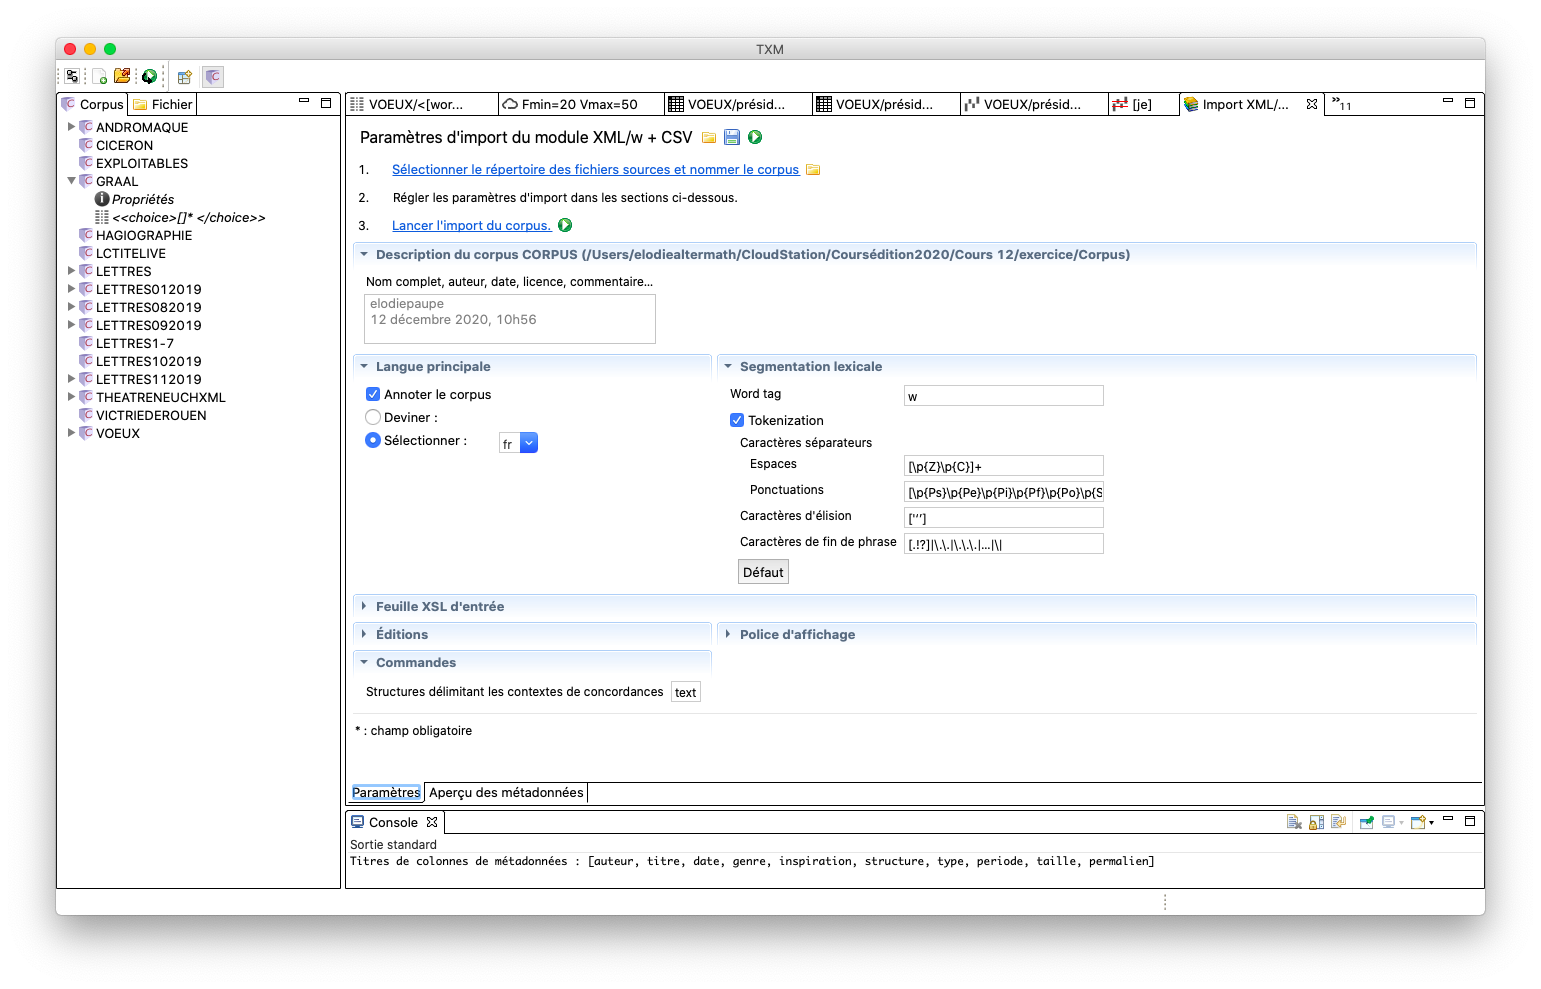 TXM
Corpus
Fichier
ANDROMAQUE
CICERON
EXPLOITABLES
GRAAL
Propriétés
<<choice>[]* </choice>>
HAGIOGRAPHIE
LCTITELIVE
LETTRES
LETTRES012019
LETTRES082019
LETTRES092019
LETTRES1-7
LETTRES102019
LETTRES112019
THEATRENEUCHXML
VICTRIEDEROUEN
VOEUX
VOEUX/<[wor...
Fmin=20 Vmax=50
VOEUX/présid...
VOEUX/présid...
VOEUX/présid...
[je]
Import XML/...
»11
Paramètres d'import du module XML/w + CSV
1. Sélectionner le répertoire des fichiers sources et nommer le corpus
2. Régler les paramètres d'import dans les sections ci-dessous.
3. Lancer l'import du corpus.
Description du corpus CORPUS (/Users/elodiealtermath/CloudStation/Coursédition2020/Cours 12/exercice/Corpus)
Nom complet, auteur, date, licence, commentaire...
elodiepaupe
12 décembre 2020, 10h56
Langue principale
Annoter le corpus
Deviner :
Sélectionner : fr
Segmentation lexicale
Word tag w
Tokenization
Caractères séparateurs
Espaces [\p{Z}\p{C}]+
Ponctuations [\p{Ps}\p{Pe}\p{Pi}\p{Pf}\p{Po}\p{S
Caractères d'élision ['‘’]
Caractères de fin de phrase [.!?]|\.\.|\.\.\.|…|\|
Défaut
Feuille XSL d'entrée
Éditions
Police d'affichage
Commandes
Structures délimitant les contextes de concordances text
* : champ obligatoire
Paramètres
Aperçu des métadonnées
Console
Sortie standard
Titres de colonnes de métadonnées : [auteur, titre, date, genre, inspiration, structure, type, periode, taille, permalien]